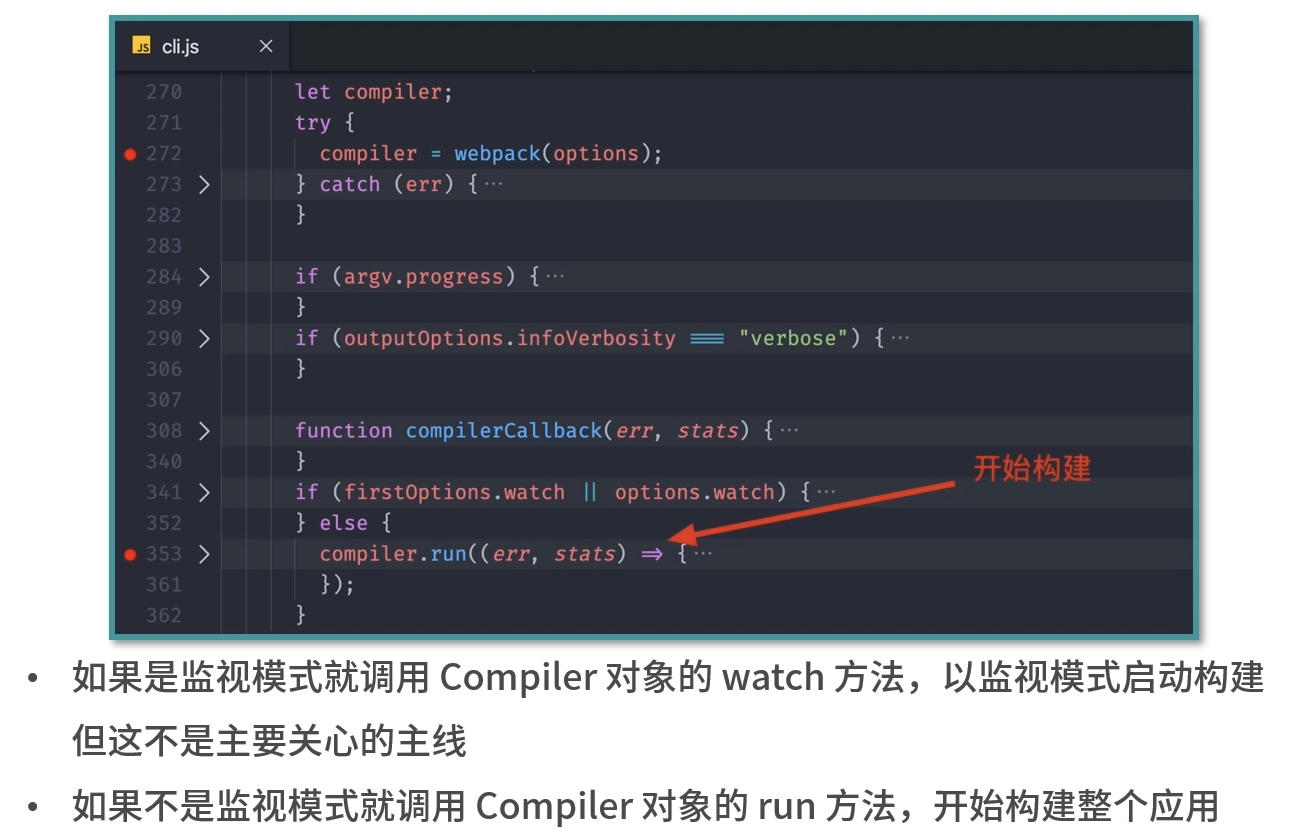 JS cli.js ×
270 let compiler;
271 try {
272 compiler = webpack(options);
273 } catch (err) {···
282 }
283
284 if (argv.progress) {···
289 }
290 if (outputOptions.infoVerbosity === "verbose") {···
306 }
307
308 function compilerCallback(err, stats) {···
340 }
开始构建
341 if (firstOptions.watch || options.watch) {···
352 } else {
353 compiler.run((err, stats) => {···
361 });
362 }
• 如果是监视模式就调用 Compiler 对象的 watch 方法，以监视模式启动构建
但这不是主要关心的主线
• 如果不是监视模式就调用 Compiler 对象的 run 方法，开始构建整个应用